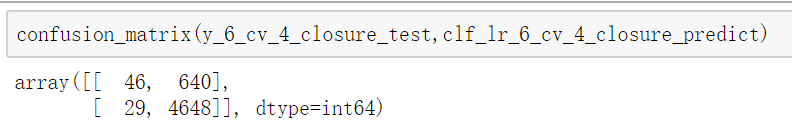 confusion_matrix(y_6_cv_4_closure_test,clf_lr_6_cv_4_closure_predict)
array([[  46,  640],
       [  29, 4648]], dtype=int64)